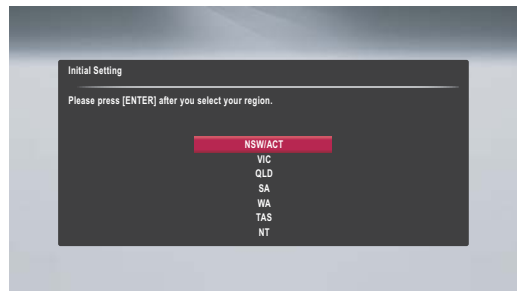 Initial Setting
Please press [ENTER] after you select your region.
NSW/ACT
VIC
QLD
SA
WA
TAS
NT